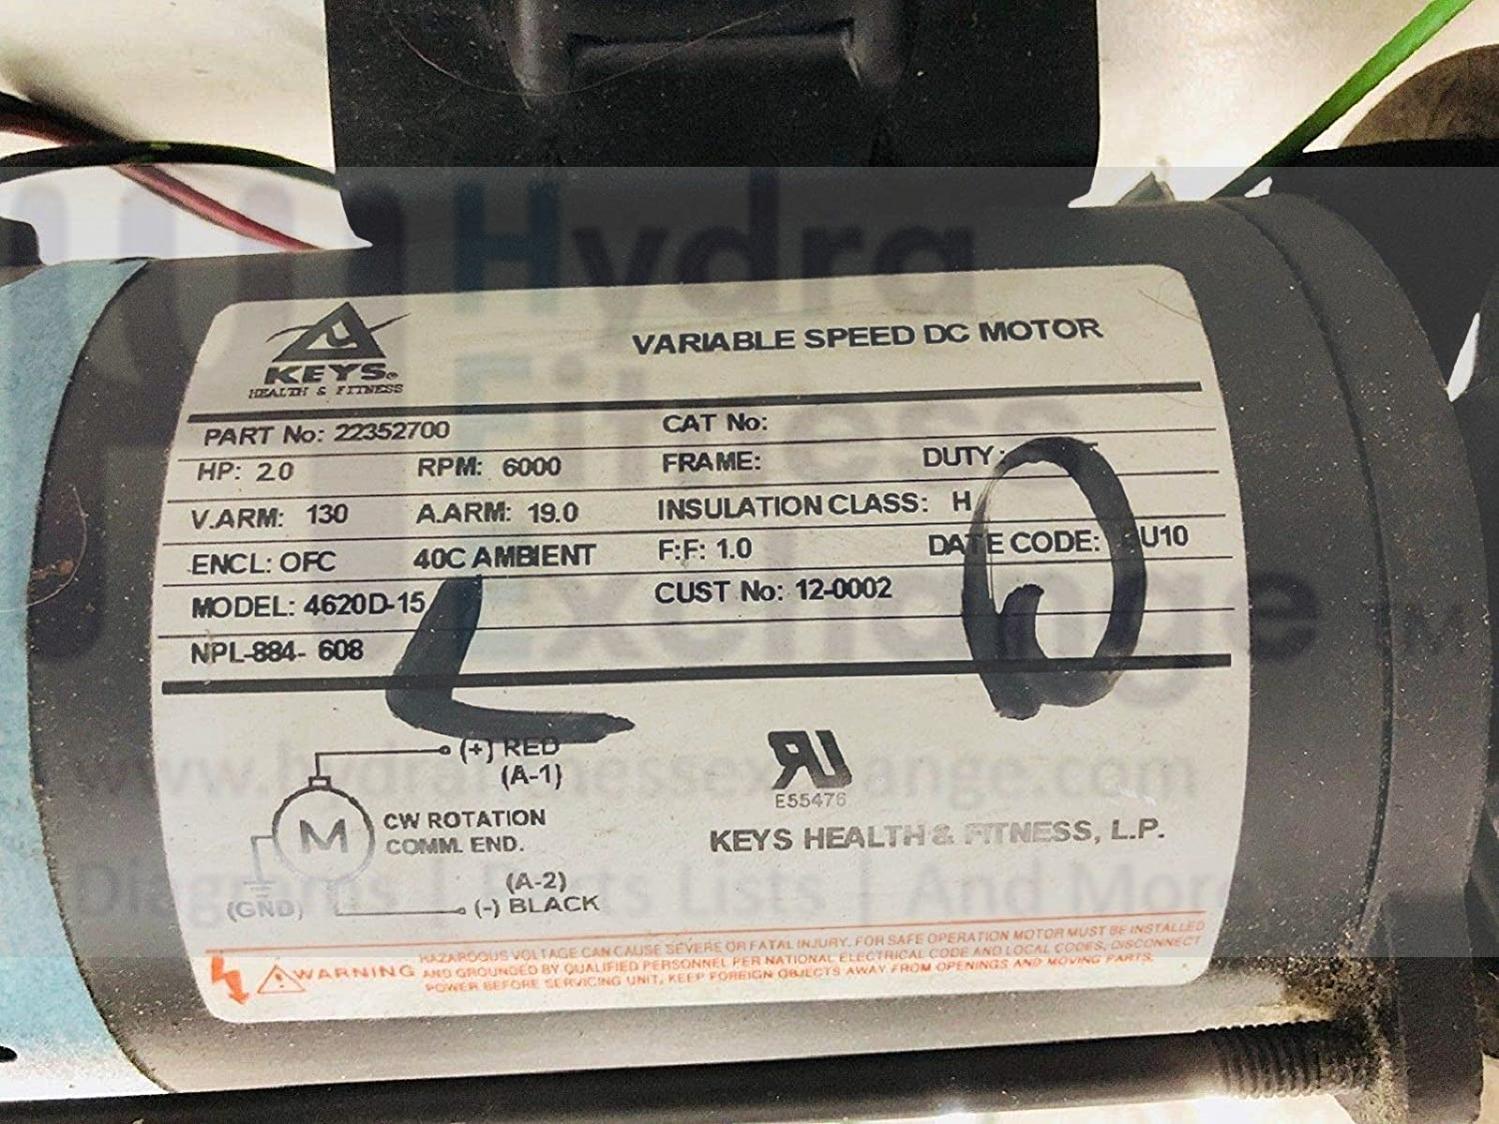 KEYS®
HEALTH & FITNESS
VARIABLE SPEED DC MOTOR
PART No: 22352700
CAT No:
HP: 2.0 RPM: 6000
FRAME: DUTY:
V.ARM: 130 A.ARM: 19.0
INSULATION CLASS: H
ENCL: OFC 40C AMBIENT
F:F: 1.0 DATE CODE: U10
MODEL: 4620D-15
CUST No: 12-0002
NPL-884- 608
(+) RED
(A-1)
M
CW ROTATION
COMM. END.
(A-2)
(GND) (-) BLACK
E55476
KEYS HEALTH & FITNESS, L.P.
WARNING
HAZARDOUS VOLTAGE CAN CAUSE SEVERE OR FATAL INJURY. FOR SAFE OPERATION MOTOR MUST BE INSTALLED
AND GROUNDED BY QUALIFIED PERSONNEL PER NATIONAL ELECTRICAL CODE AND LOCAL CODES, DISCONNECT
POWER BEFORE SERVICING UNIT, KEEP FOREIGN OBJECTS AWAY FROM OPENINGS AND MOVING PARTS.
Hydra
Fitness
Exchange TM
www.hydrafitnessexchange.com
Diagrams | Parts Lists | And More